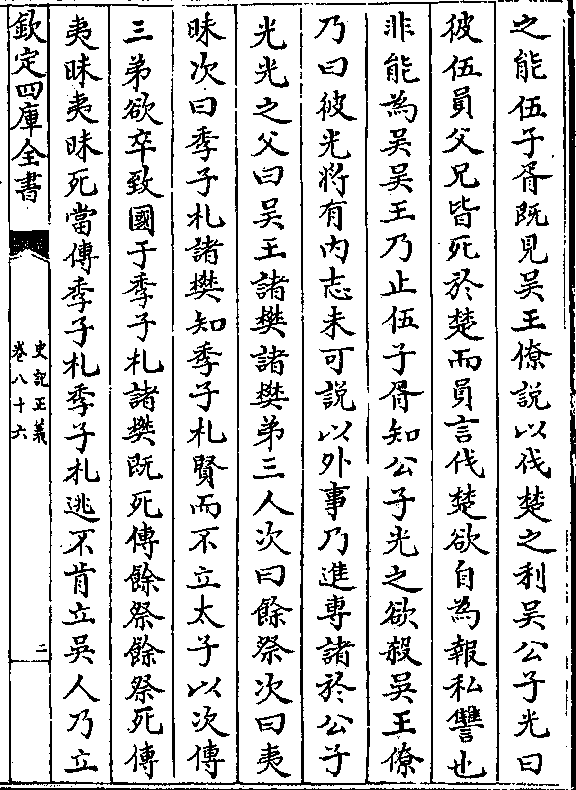 之能伍子胥既見吳王僚說以伐楚之利吳公子光曰
彼伍員父兄皆死於楚而員言伐楚欲自為報私讐也
非能為吳吳王乃止伍子胥知公子光之欲殺吳王僚
乃曰彼光將有內志未可說以外事乃進專諸於公子
光光之父曰吳王諸樊諸樊弟三人次曰餘祭次曰夷
昧次曰季子札諸樊知季子札賢而不立太子以次傳
三弟欲卒致國于季子札諸樊既死傳餘祭餘祭死傳
夷昧夷昧死當傳季子札季子札逃不肯立吳人乃立
欽定四庫全書
史記正義
卷八十六
二